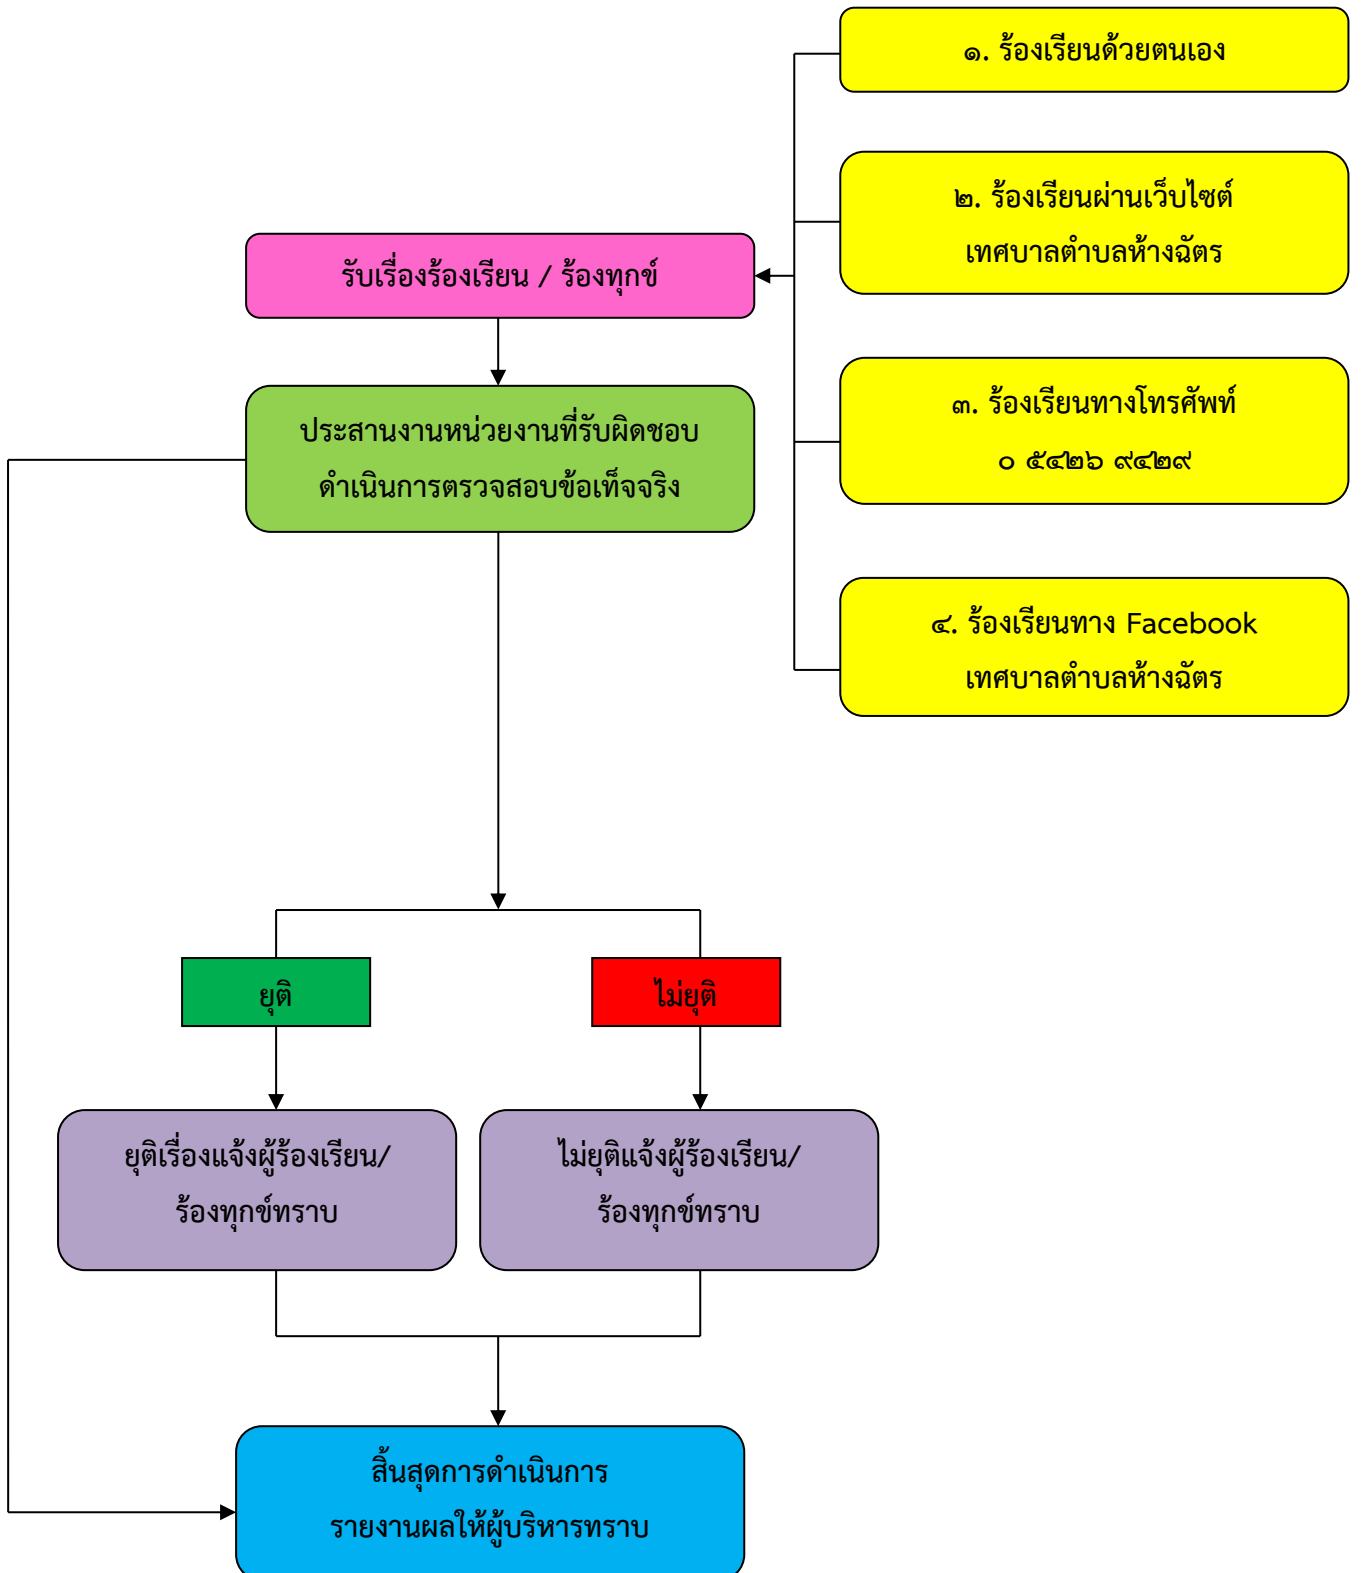 ๑. ร้องเรียนด้วยตนเอง
๒. ร้องเรียนผ่านเว็บไซต์
เทศบาลตำบลห้างฉัตร
รับเรื่องร้องเรียน / ร้องทุกข์
๓. ร้องเรียนทางโทรศัพท์
๐ ๕๔๒๖ ๙๔๒๙
ประสานงานหน่วยงานที่รับผิดชอบ
ดำเนินการตรวจสอบข้อเท็จจริง
๔. ร้องเรียนทาง Facebook
เทศบาลตำบลห้างฉัตร
ยุติ
ไม่ยุติ
ยุติเรื่องแจ้งผู้ร้องเรียน/
ร้องทุกข์ทราบ
ไม่ยุติแจ้งผู้ร้องเรียน/
ร้องทุกข์ทราบ
สิ้นสุดการดำเนินการ
รายงานผลให้ผู้บริหารทราบ